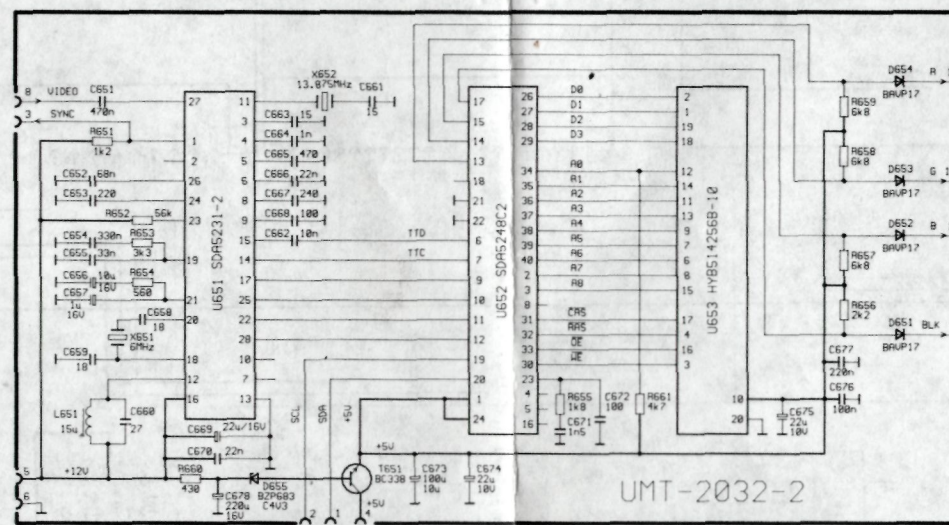 8 VIDEO C651 470n
3 SYNC
R651 1k2
C652 68n
C653 220
R652 56k
C654 330n R653 3k3
C655 33n
C656 10u 16V R654 560
C657 1u 16V
C658 18
X651 6MHz
C659 18
L651 15u
C660 27
U651 SDA5231-2
27
1
2
26
24
23
19
21
20
18
12
16
11
3
4
5
6
8
9
15
14
17
25
22
28
10
7
13
X652 13.875MHz
C661 15
C663 15
C664 1n
C665 470
C666 22n
C667 240
C668 100
C662 10n
TTD
TTC
C669 22u/16V
C670 22n
5 +12V
6
R660 430
C678 220u 16V
D655 BZP683 C4V3
SCL
SDA
+5V
+5V
T651 BC338
+5V
2 1 4
C673 100u 10u
C674 22u 10V
U652 SDA5248C2
17
15
14
13
18
21
22
6
7
9
10
11
12
19
20
1
24
26
27
28
29
34
35
36
37
38
39
40
2
3
8
31
32
33
30
23
4
5
16
D0
D1
D2
D3
A0
A1
A2
A3
A4
A5
A6
A7
A8
CAS
RAS
OE
WE
R655 1k8
C672 100
C671 1n5
R661 4k7
U653 HYB514256B-10
2
1
19
18
12
14
11
13
9
7
6
8
15
17
4
16
3
10
20
C675 22u 10V
C677 220n
C676 100n
D654 BAVP17 R
R659 6k8
R658 6k8
D653 BAVP17 G
D652 BAVP17 B
R657 6k8
R656 2k2
D651 BAVP17 BLK
UMT-2032-2